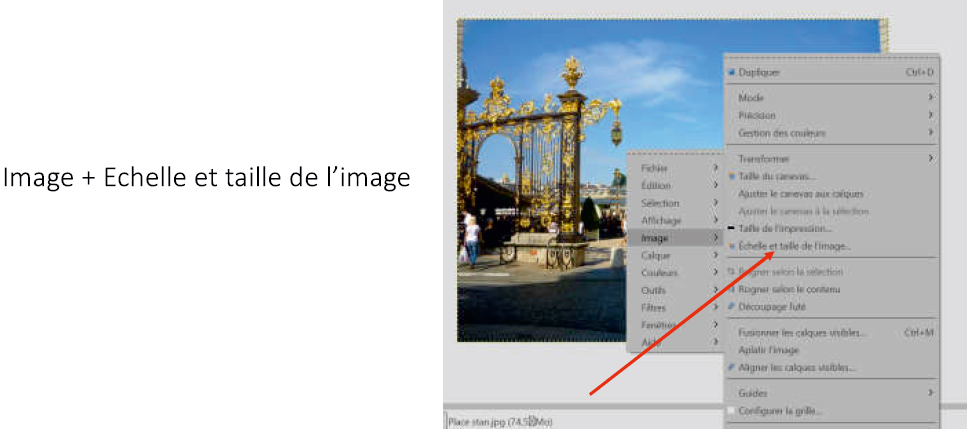 Image + Echelle et taille de l’image
Dupliquer Ctrl+D
Mode
Précision
Gestion des couleurs
Transformer
Taille du canevas...
Ajuster le canevas aux calques
Ajuster le canevas à la sélection
Taille de l'impression...
Échelle et taille de l'image...
Rogner selon la sélection
Rogner selon le contenu
Découpage futé
Fusionner les calques visibles... Ctrl+M
Aplatir l'image
Aligner les calques visibles...
Guides
Configurer la grille...
Fichier
Édition
Sélection
Affichage
Image
Calque
Couleurs
Outils
Filtres
Fenêtres
Aide
Place stan.jpg (74,5 Mo)